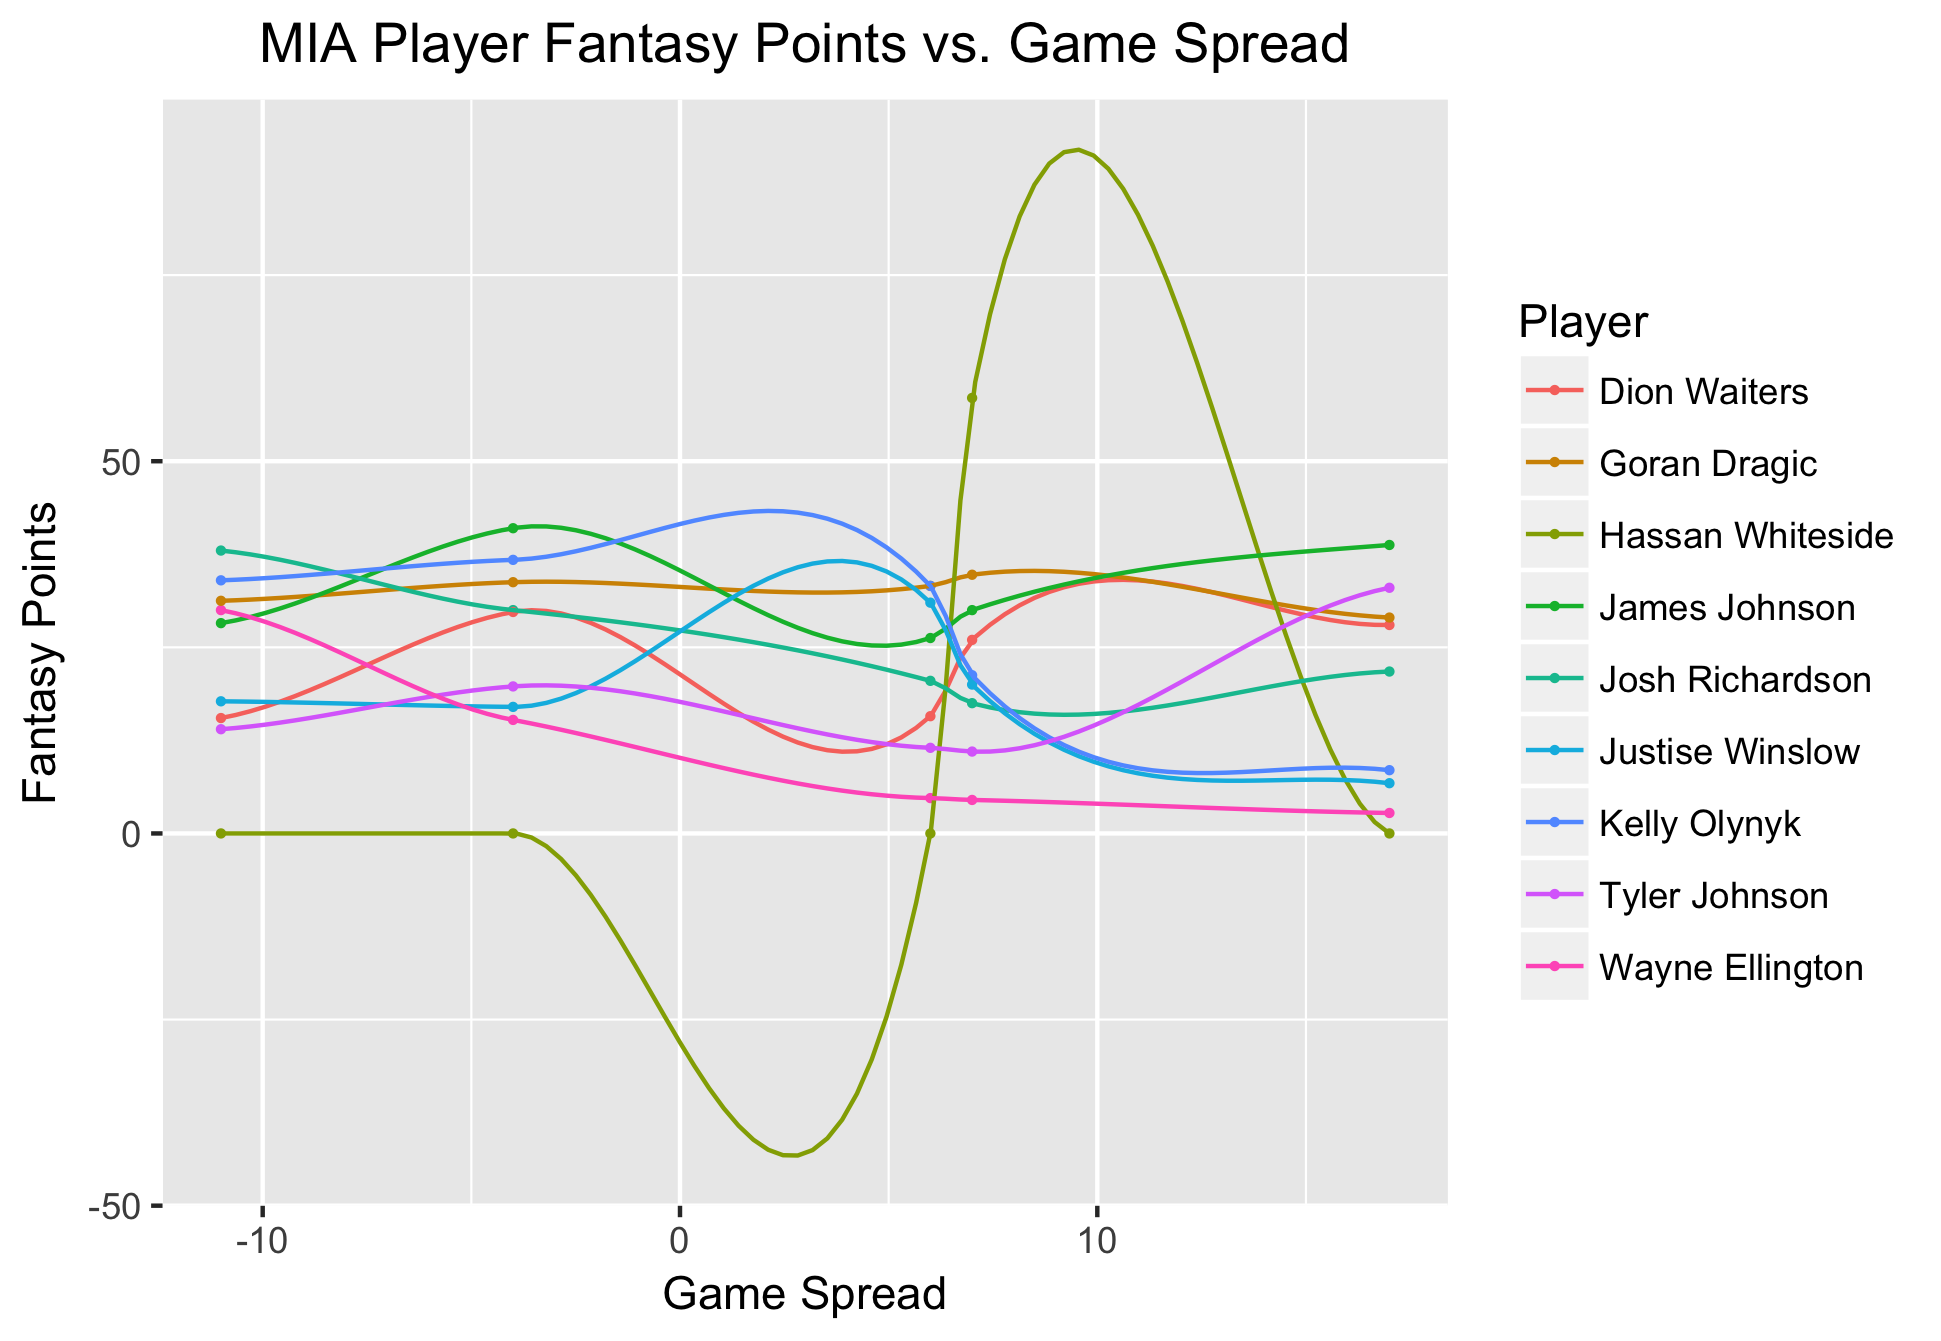 MIA Player Fantasy Points vs. Game Spread
Fantasy Points
50
0
-50
-10
0
10
Game Spread
Player
Dion Waiters
Goran Dragic
Hassan Whiteside
James Johnson
Josh Richardson
Justise Winslow
Kelly Olynyk
Tyler Johnson
Wayne Ellington